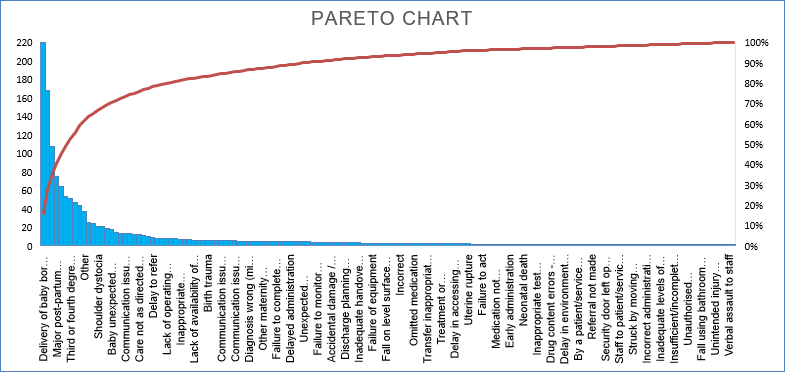 PARETO CHART
220
200
180
160
140
120
100
80
60
40
20
0
100%
90%
80%
70%
60%
50%
40%
30%
20%
10%
0%
Delivery of baby bor…
Major post-partum…
Third or fourth degre…
Other
Shoulder dystocia
Baby unexpected…
Communication issu…
Care not as directed…
Delay to refer
Lack of operating…
Inappropriate…
Lack of availability of…
Birth trauma
Communication issu…
Communication issu…
Diagnosis wrong (mi…
Other maternity…
Failure to complete…
Delayed administration
Unexpected…
Failure to monitor…
Accidental damage /…
Discharge planning…
Inadequate handove…
Failure of equipment
Fall on level surface…
Incorrect
Omitted medication
Transfer inappropriat…
Treatment or…
Delay in accessing…
Uterine rupture
Failure to act
Medication not…
Early administration
Neonatal death
Inappropriate test…
Drug content errors -…
Delay in environment…
By a patient/service…
Referral not made
Security door left op…
Staff to patient/servic…
Struck by moving…
Incorrect administrati…
Inadequate levels of…
Insufficient/incomplet…
Unauthorised…
Fall using bathroom…
Unintended injury…
Verbal assault to staff